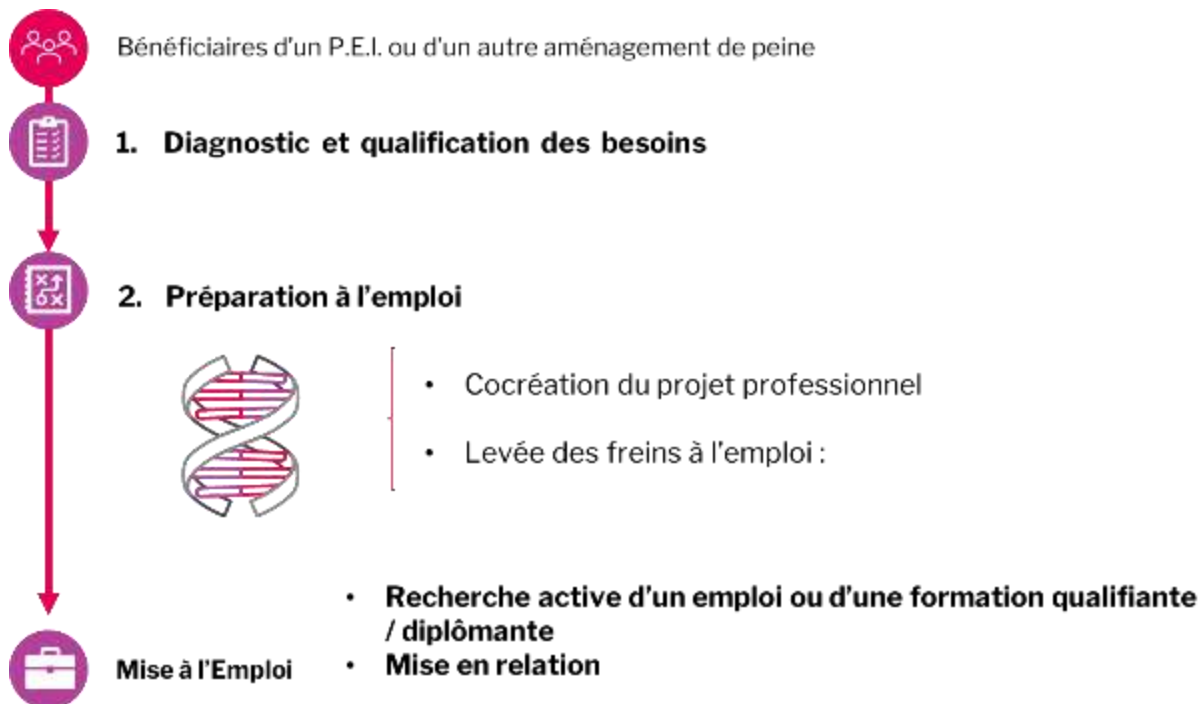 Bénéficiaires d'un P.E.I. ou d'un autre aménagement de peine
1. Diagnostic et qualification des besoins
2. Préparation à l'emploi
• Cocréation du projet professionnel
• Levée des freins à l'emploi :
• Recherche active d'un emploi ou d'une formation qualifiante
/ diplômante
Mise à l'Emploi
• Mise en relation